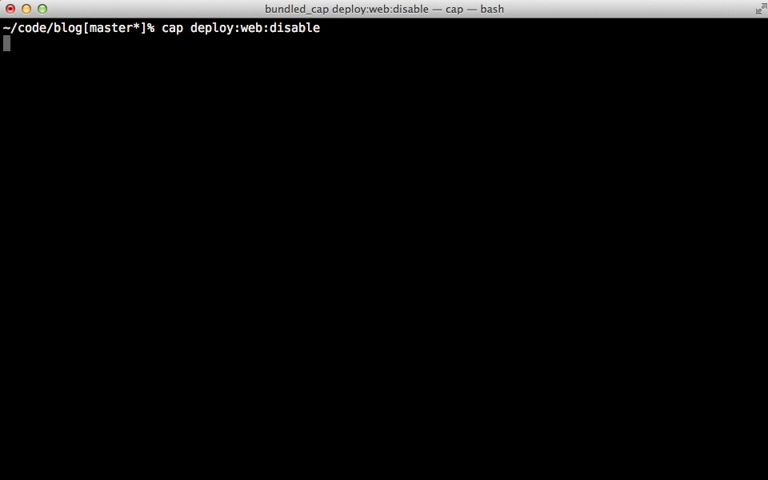 bundled_cap deploy:web:disable — cap — bash
~/code/blog[master*]% cap deploy:web:disable